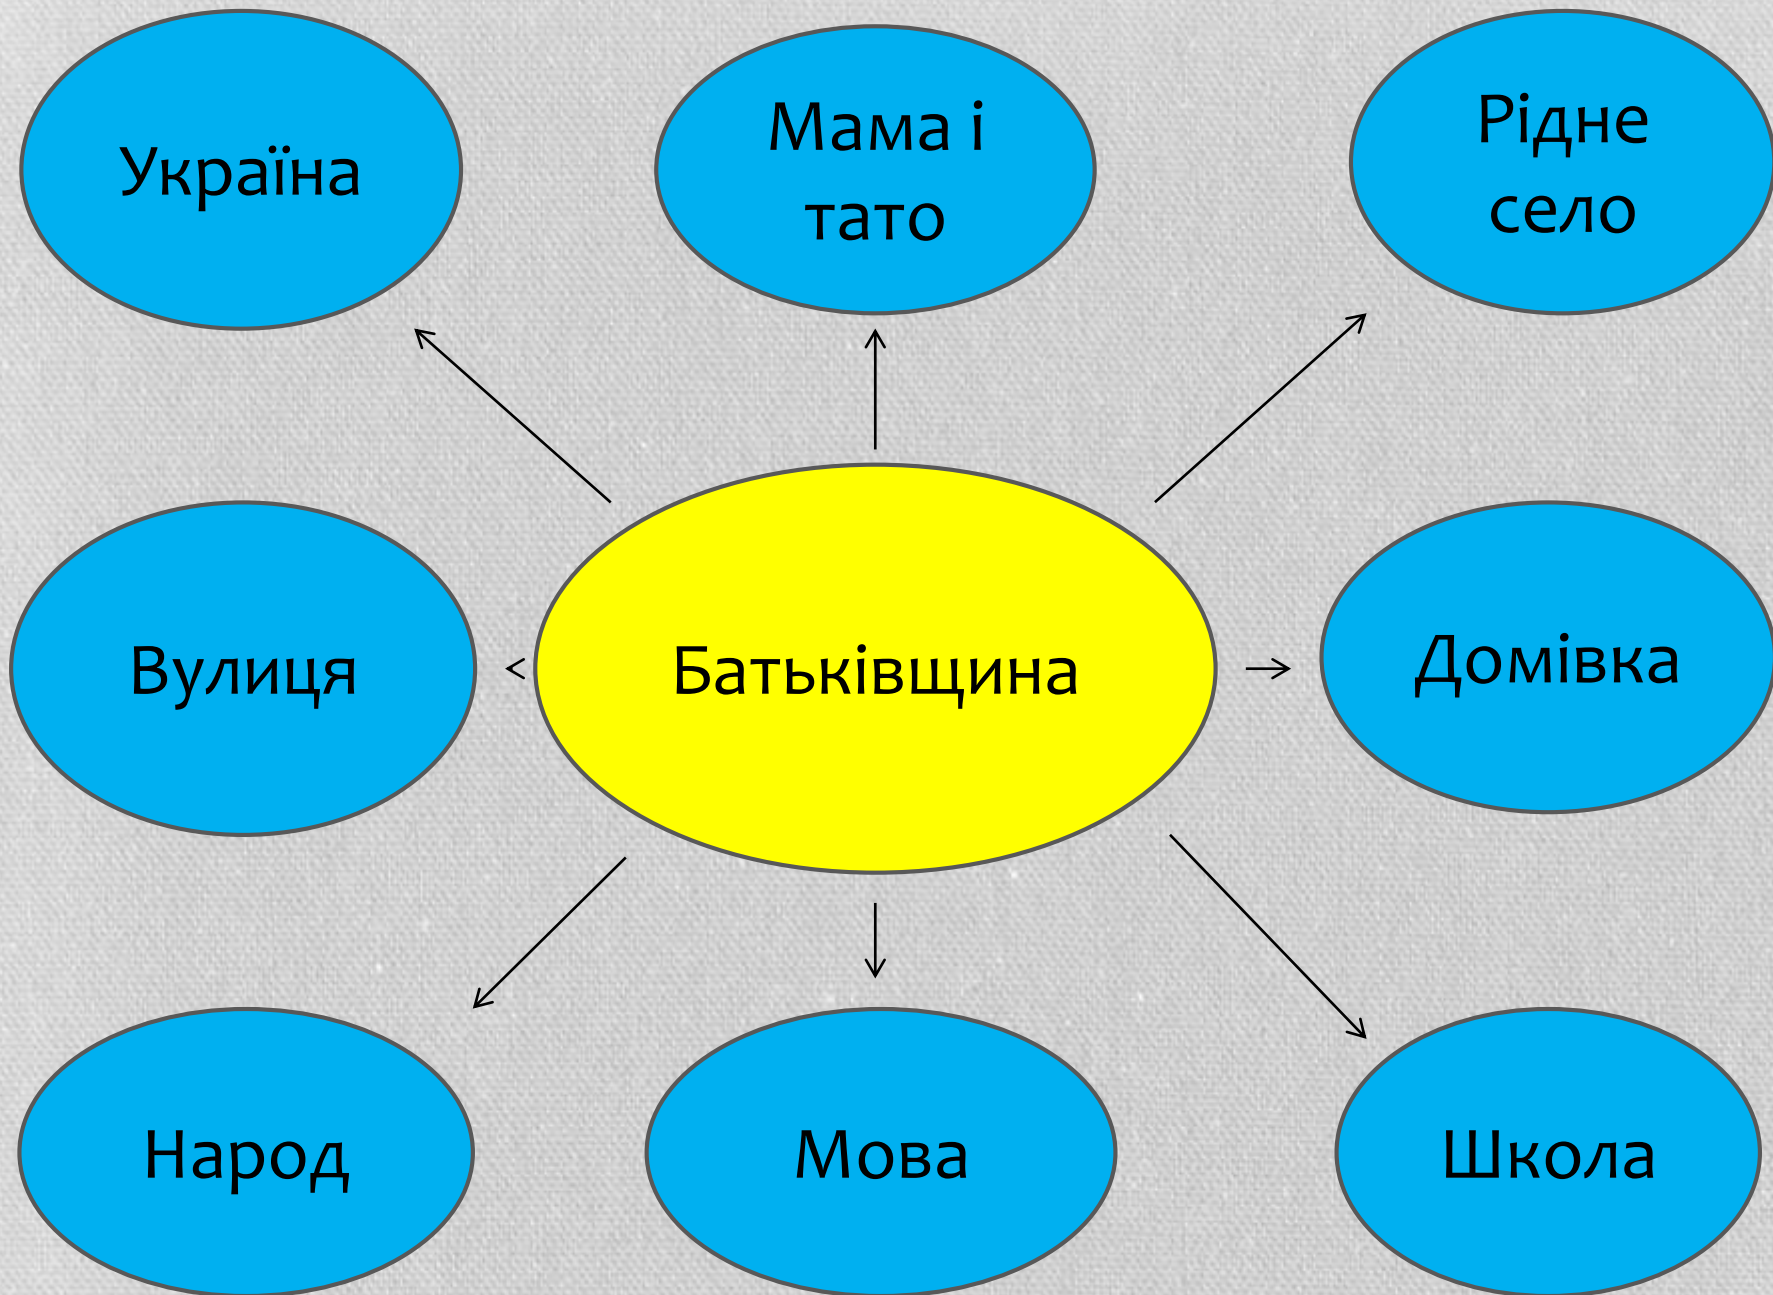 Україна
Мама і
тато
Рідне
село
Вулиця
Батьківщина
Домівка
Народ
Мова
Школа